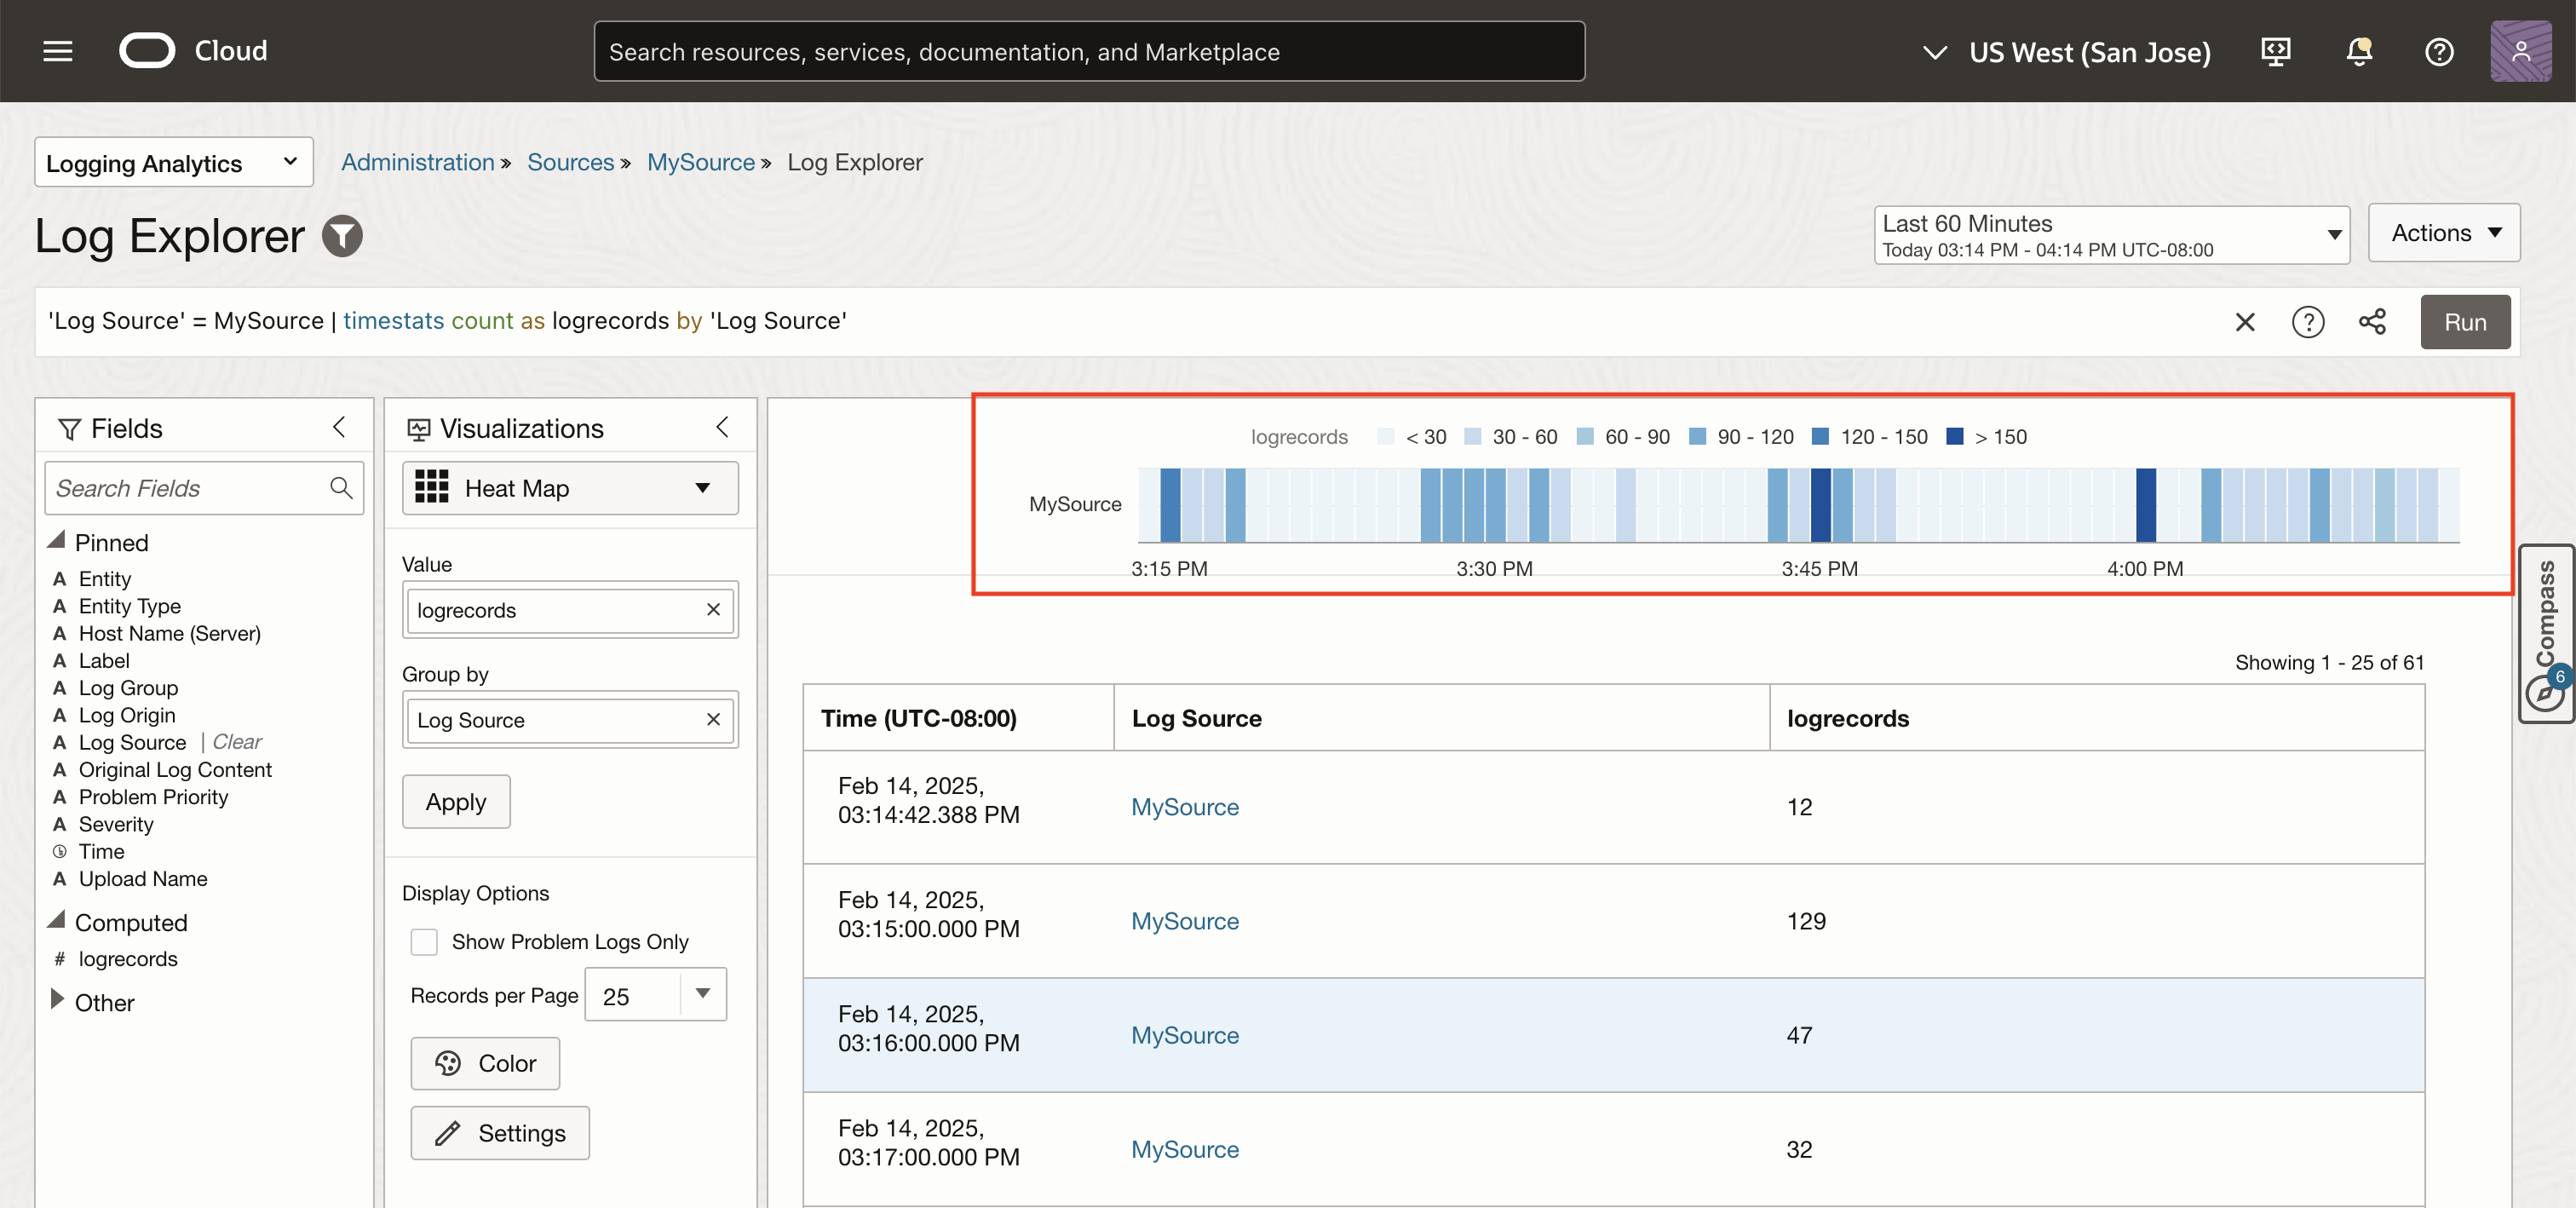 Cloud
Search resources, services, documentation, and Marketplace
US West (San Jose)
Logging Analytics
Administration » Sources » MySource » Log Explorer
Log Explorer
Last 60 Minutes
Today 03:14 PM - 04:14 PM UTC-08:00
Actions
'Log Source' = MySource | timestats count as logrecords by 'Log Source'
Run
Fields
Search Fields
Pinned
A Entity
A Entity Type
A Host Name (Server)
A Label
A Log Group
A Log Origin
A Log Source | Clear
A Original Log Content
A Problem Priority
A Severity
Time
A Upload Name
Computed
# logrecords
Other
Visualizations
Heat Map
Value
logrecords
Group by
Log Source
Apply
Display Options
Show Problem Logs Only
Records per Page 25
Color
Settings
logrecords < 30 30 - 60 60 - 90 90 - 120 120 - 150 > 150
MySource
3:15 PM 3:30 PM 3:45 PM 4:00 PM
Showing 1 - 25 of 61
Time (UTC-08:00) Log Source logrecords
Feb 14, 2025,
03:14:42.388 PM MySource 12
Feb 14, 2025,
03:15:00.000 PM MySource 129
Feb 14, 2025,
03:16:00.000 PM MySource 47
Feb 14, 2025,
03:17:00.000 PM MySource 32
Compass
6